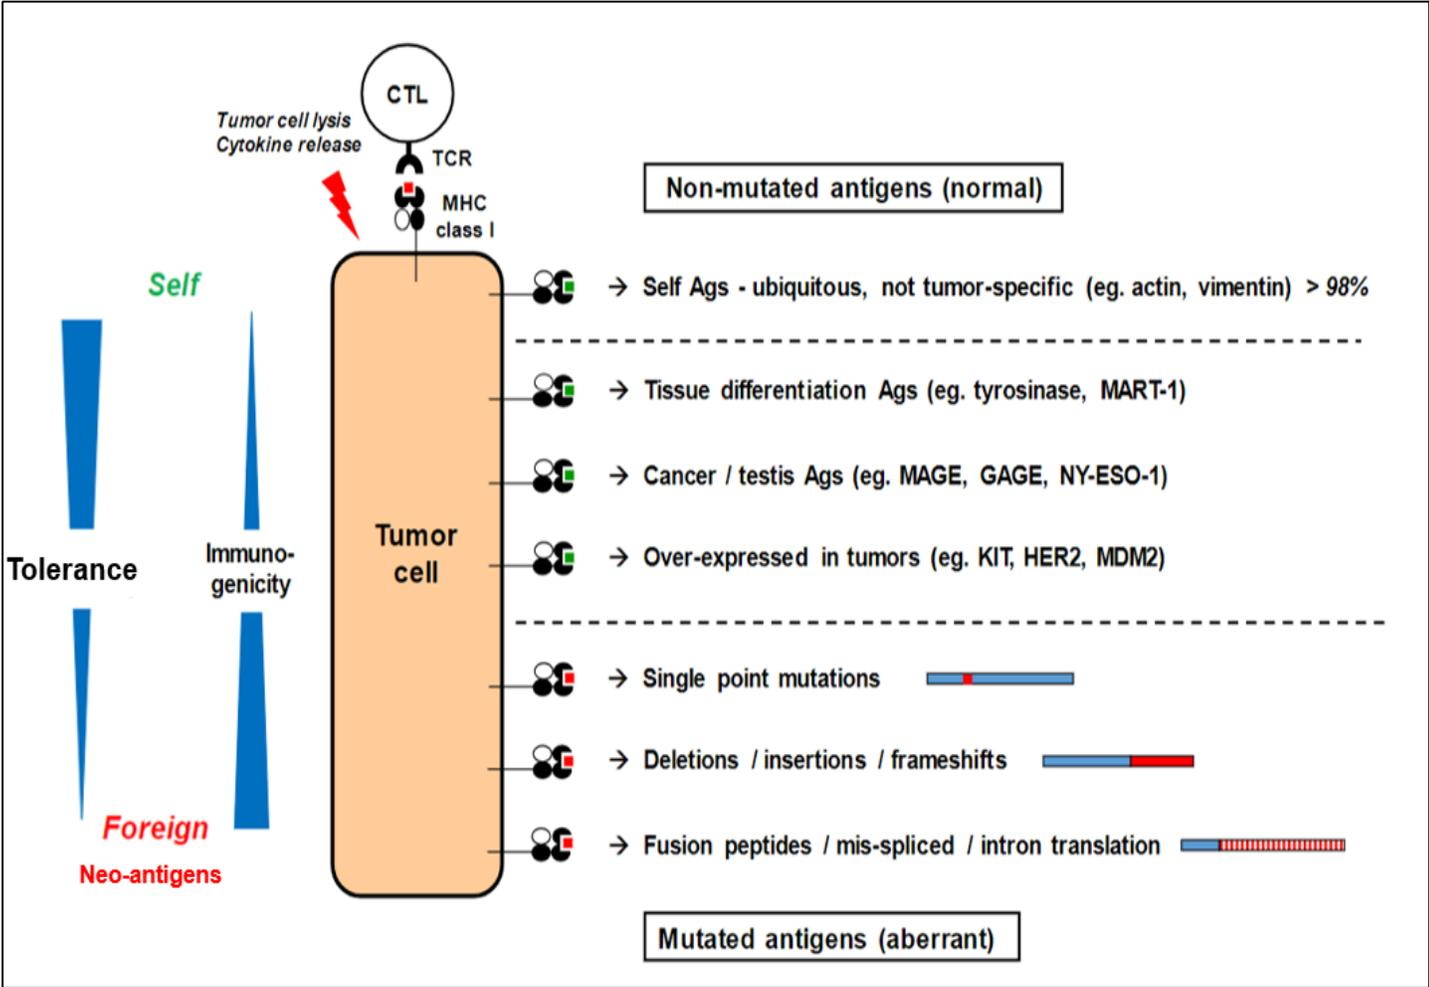 CTL
Tumor cell lysis
Cytokine release
TCR
MHC
class I
Non-mutated antigens (normal)
Self
→ Self Ags - ubiquitous, not tumor-specific (eg. actin, vimentin) > 98%
→ Tissue differentiation Ags (eg. tyrosinase, MART-1)
→ Cancer / testis Ags (eg. MAGE, GAGE, NY-ESO-1)
Tumor
cell
→ Over-expressed in tumors (eg. KIT, HER2, MDM2)
Tolerance
Immuno-
genicity
→ Single point mutations
→ Deletions / insertions / frameshifts
Foreign
Neo-antigens
→ Fusion peptides / mis-spliced / intron translation
Mutated antigens (aberrant)